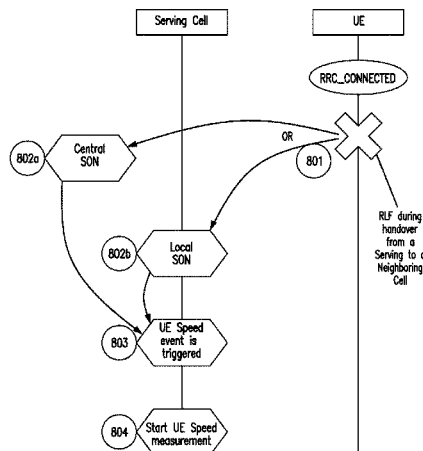 Serving Cell
UE
RRC_CONNECTED
OR
801
802a
Central
SON
RLF during
handover
from a
Serving to a
Neighboring
Cell
802b
Local
SON
803
UE Speed
event is
triggered
804
Start UE Speed
measurement